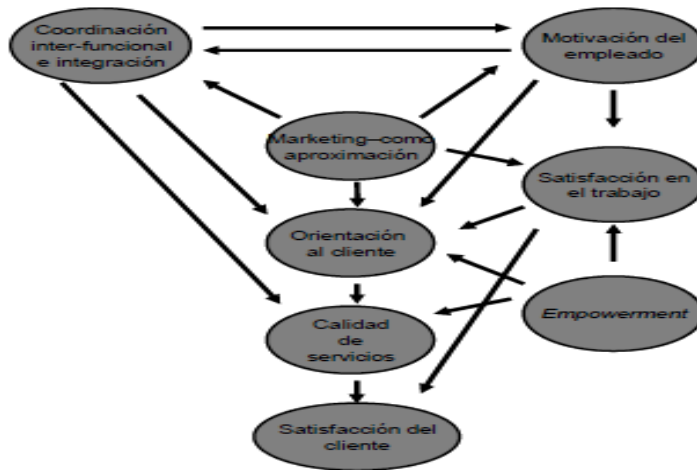 Coordinación
inter-funcional
e integración
Motivación del
empleado
Marketing–como
aproximación
Satisfacción en
el trabajo
Orientación
al cliente
Empowerment
Calidad
de
servicios
Satisfacción del
cliente